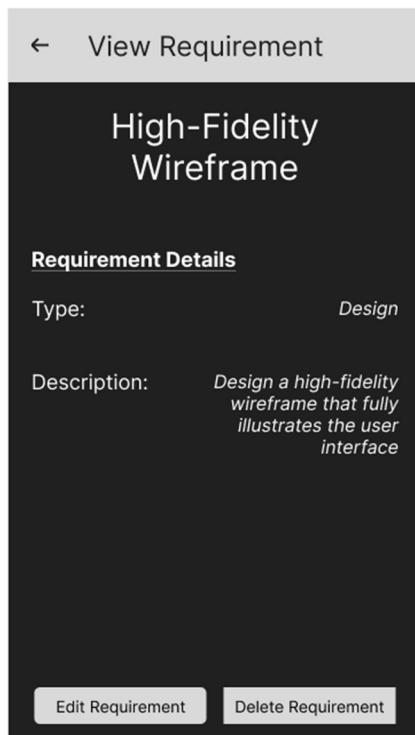 ← View Requirement
High-Fidelity
Wireframe
Requirement Details
Type: Design
Description: Design a high-fidelity
wireframe that fully
illustrates the user
interface
Edit Requirement Delete Requirement